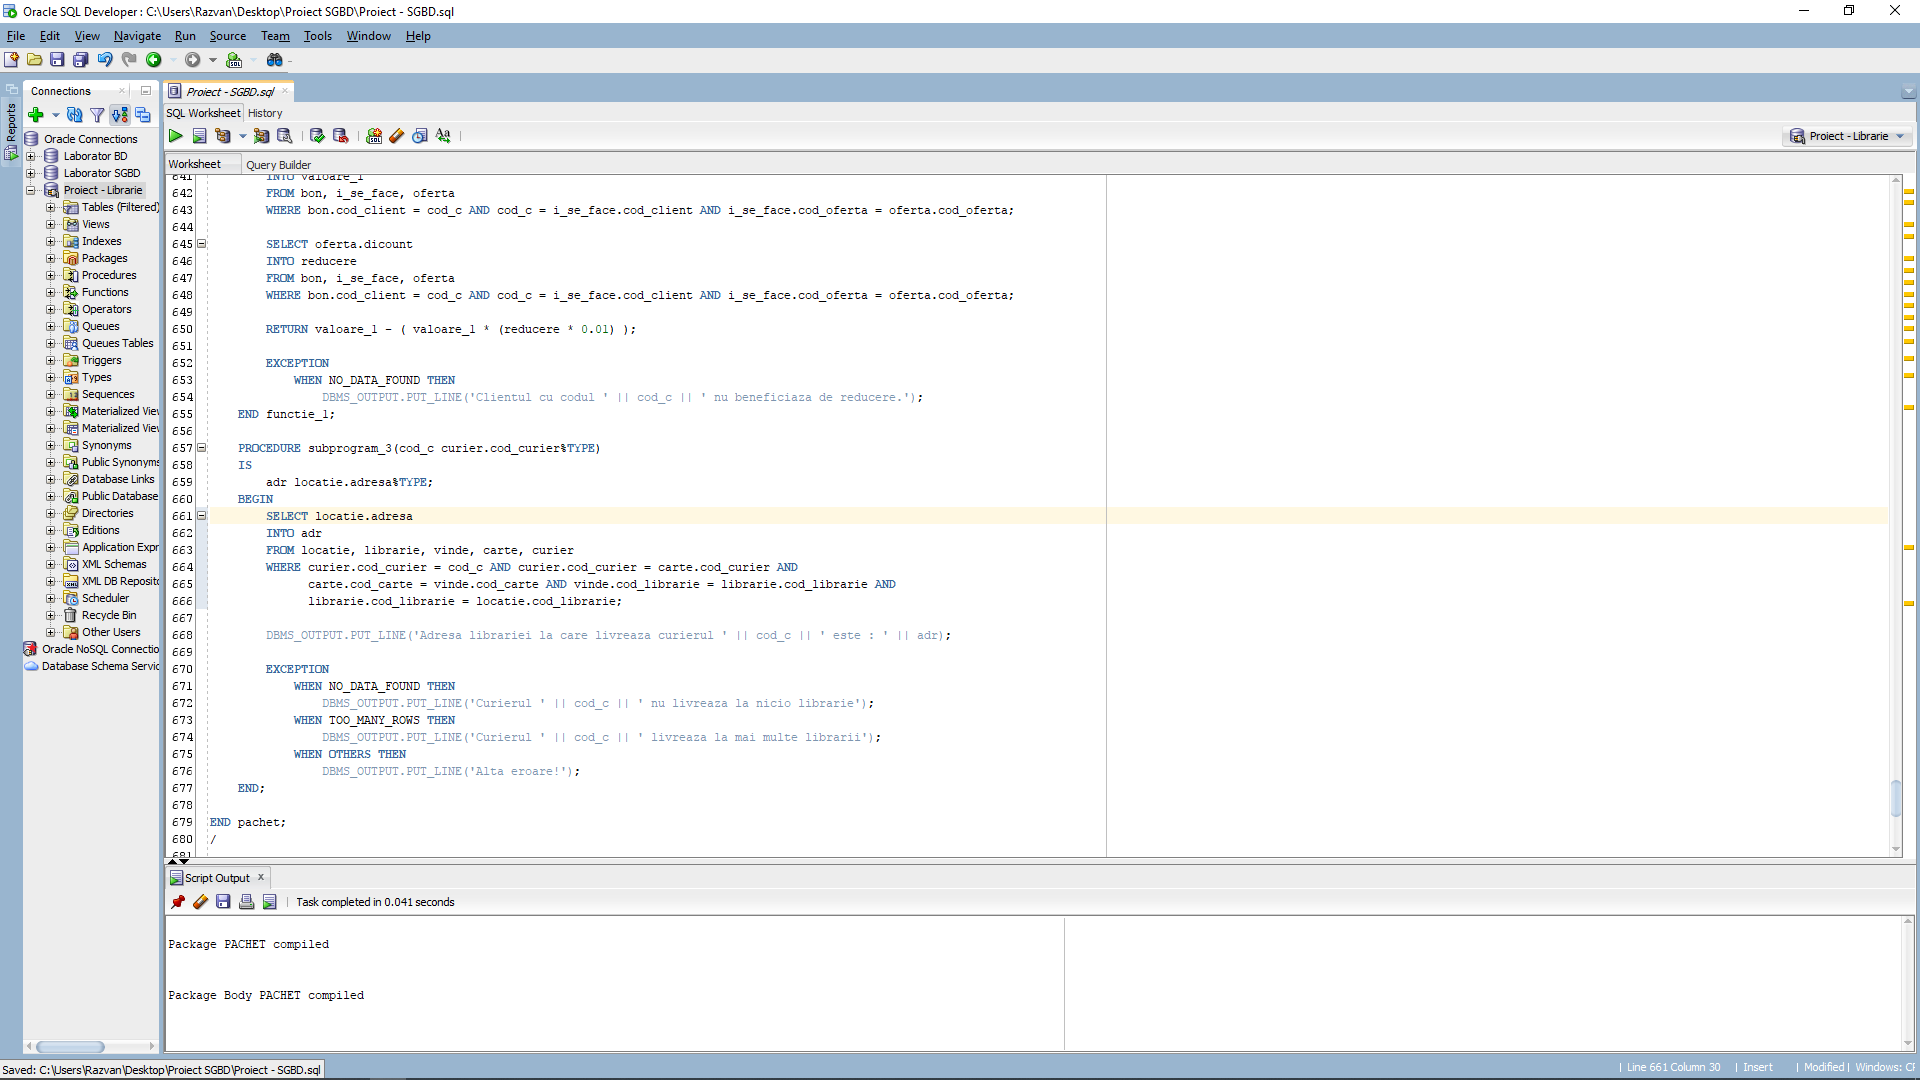 Oracle SQL Developer : C:\Users\Razvan\Desktop\Proiect SGBD\Proiect - SGBD.sql
File Edit View Navigate Run Source Team Tools Window Help
Reports
Connections
Oracle Connections
Laborator BD
Laborator SGBD
Proiect - Librarie
Tables (Filtered)
Views
Indexes
Packages
Procedures
Functions
Operators
Queues
Queues Tables
Triggers
Types
Sequences
Materialized Viev
Materialized Viev
Synonyms
Public Synonyms
Database Links
Public Database
Directories
Editions
Application Expr
XML Schemas
XML DB Reposito
Scheduler
Recycle Bin
Other Users
Oracle NoSQL Connectio
Database Schema Servic
Proiect - SGBD.sql
SQL Worksheet History
Proiect - Librarie
Worksheet Query Builder
641 INTO valoare_l
642 FROM bon, i_se_face, oferta
643 WHERE bon.cod_client = cod_c AND cod_c = i_se_face.cod_client AND i_se_face.cod_oferta = oferta.cod_oferta;
644
645 SELECT oferta.dicount
646 INTO reducere
647 FROM bon, i_se_face, oferta
648 WHERE bon.cod_client = cod_c AND cod_c = i_se_face.cod_client AND i_se_face.cod_oferta = oferta.cod_oferta;
649
650 RETURN valoare_l - ( valoare_l * (reducere * 0.01) );
651
652 EXCEPTION
653 WHEN NO_DATA_FOUND THEN
654 DBMS_OUTPUT.PUT_LINE('Clientul cu codul ' || cod_c || ' nu beneficiaza de reducere.');
655 END functie_1;
656
657 PROCEDURE subprogram_3(cod_c curier.cod_curier%TYPE)
658 IS
659 adr locatie.adresa%TYPE;
660 BEGIN
661 SELECT locatie.adresa
662 INTO adr
663 FROM locatie, librarie, vinde, carte, curier
664 WHERE curier.cod_curier = cod_c AND curier.cod_curier = carte.cod_curier AND
665 carte.cod_carte = vinde.cod_carte AND vinde.cod_librarie = librarie.cod_librarie AND
666 librarie.cod_librarie = locatie.cod_librarie;
667
668 DBMS_OUTPUT.PUT_LINE('Adresa librariei la care livreaza curierul ' || cod_c || ' este : ' || adr);
669
670 EXCEPTION
671 WHEN NO_DATA_FOUND THEN
672 DBMS_OUTPUT.PUT_LINE('Curierul ' || cod_c || ' nu livreaza la nicio librarie');
673 WHEN TOO_MANY_ROWS THEN
674 DBMS_OUTPUT.PUT_LINE('Curierul ' || cod_c || ' livreaza la mai multe librarii');
675 WHEN OTHERS THEN
676 DBMS_OUTPUT.PUT_LINE('Alta eroare!');
677 END;
678
679 END pachet;
680 /
681
Script Output
Task completed in 0.041 seconds
Package PACHET compiled
Package Body PACHET compiled
Saved: C:\Users\Razvan\Desktop\Proiect SGBD\Proiect - SGBD.sql
Line 661 Column 30 | Insert | Modified | Windows: CF